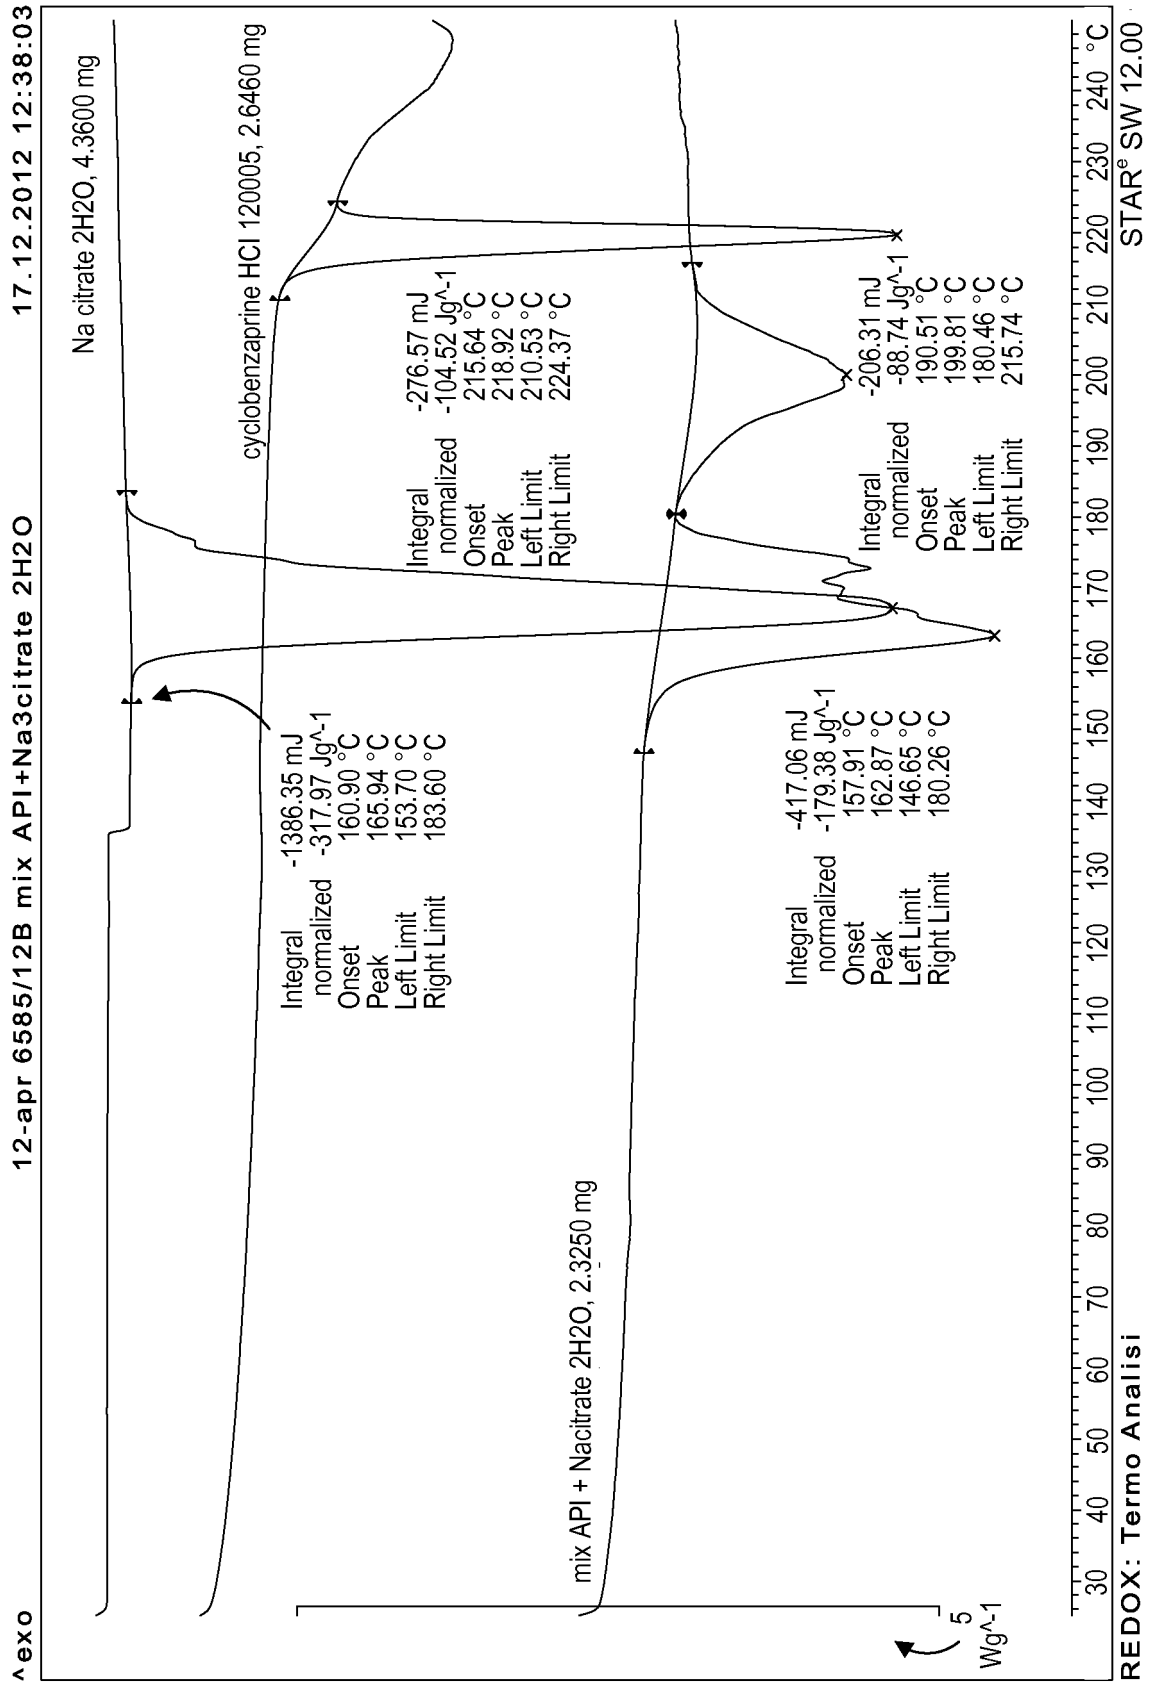 ^exo
12-apr 6585/12B mix API+Na3citrate 2H2O
17.12.2012 12:38:03
Na citrate 2H2O, 4.3600 mg
cyclobenzaprine HCl 120005, 2.6460 mg
Integral -1386.35 mJ
normalized -317.97 Jg^-1
Onset 160.90 °C
Peak 165.94 °C
Left Limit 153.70 °C
Right Limit 183.60 °C
Integral -276.57 mJ
normalized -104.52 Jg^-1
Onset 215.64 °C
Peak 218.92 °C
Left Limit 210.53 °C
Right Limit 224.37 °C
mix API + Nacitrate 2H2O, 2.3250 mg
Integral -417.06 mJ
normalized -179.38 Jg^-1
Onset 157.91 °C
Peak 162.87 °C
Left Limit 146.65 °C
Right Limit 180.26 °C
Integral -206.31 mJ
normalized -88.74 Jg^-1
Onset 190.51 °C
Peak 199.81 °C
Left Limit 180.46 °C
Right Limit 215.74 °C
5
Wg^-1
30 40 50 60 70 80 90 100 110 120 130 140 150 160 170 180 190 200 210 220 230 240 °C
REDOX: Termo Analisi
STARe SW 12.00